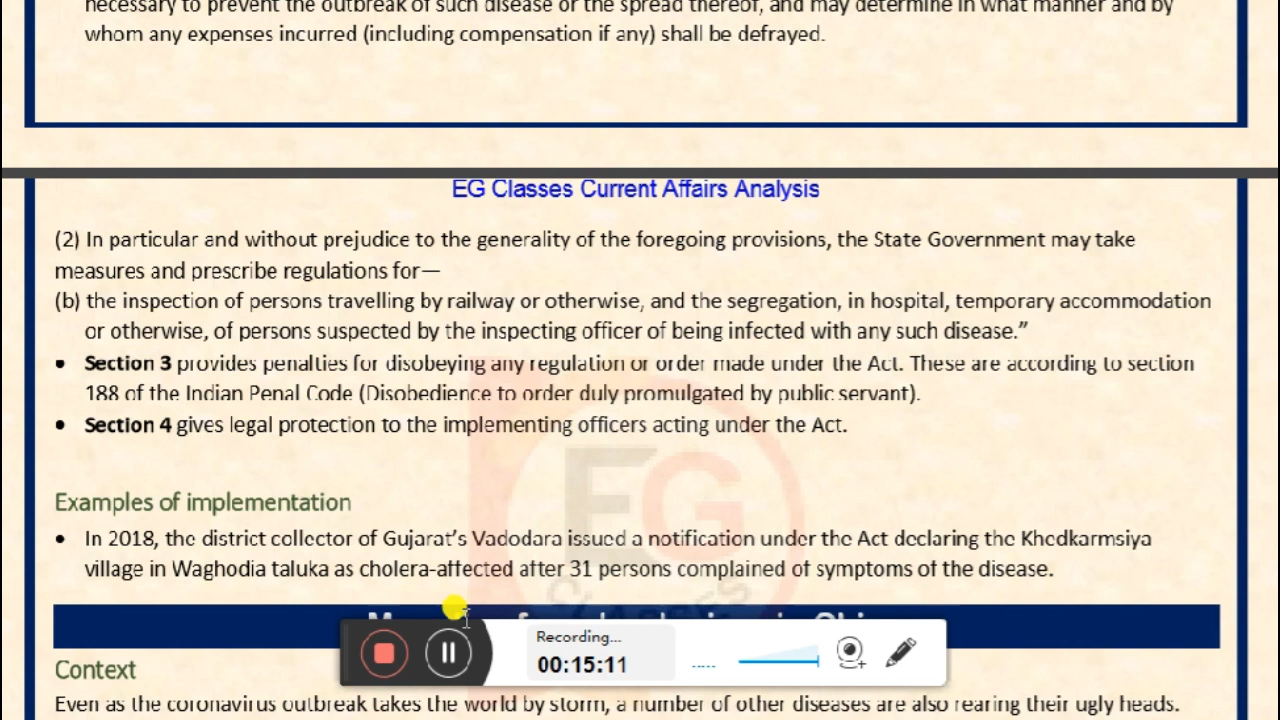 necessary to prevent the outbreak of such disease or the spread thereof, and may determine in what manner and by
whom any expenses incurred (including compensation if any) shall be defrayed.
EG Classes Current Affairs Analysis
(2) In particular and without prejudice to the generality of the foregoing provisions, the State Government may take
measures and prescribe regulations for—
(b) the inspection of persons travelling by railway or otherwise, and the segregation, in hospital, temporary accommodation
or otherwise, of persons suspected by the inspecting officer of being infected with any such disease.”
• Section 3 provides penalties for disobeying any regulation or order made under the Act. These are according to section
188 of the Indian Penal Code (Disobedience to order duly promulgated by public servant).
• Section 4 gives legal protection to the implementing officers acting under the Act.
EG
CLASSES
Examples of implementation
• In 2018, the district collector of Gujarat’s Vadodara issued a notification under the Act declaring the Khedkarmsiya
village in Waghodia taluka as cholera-affected after 31 persons complained of symptoms of the disease.
Recording...
00:15:11
Context
Even as the coronavirus outbreak takes the world by storm, a number of other diseases are also rearing their ugly heads.